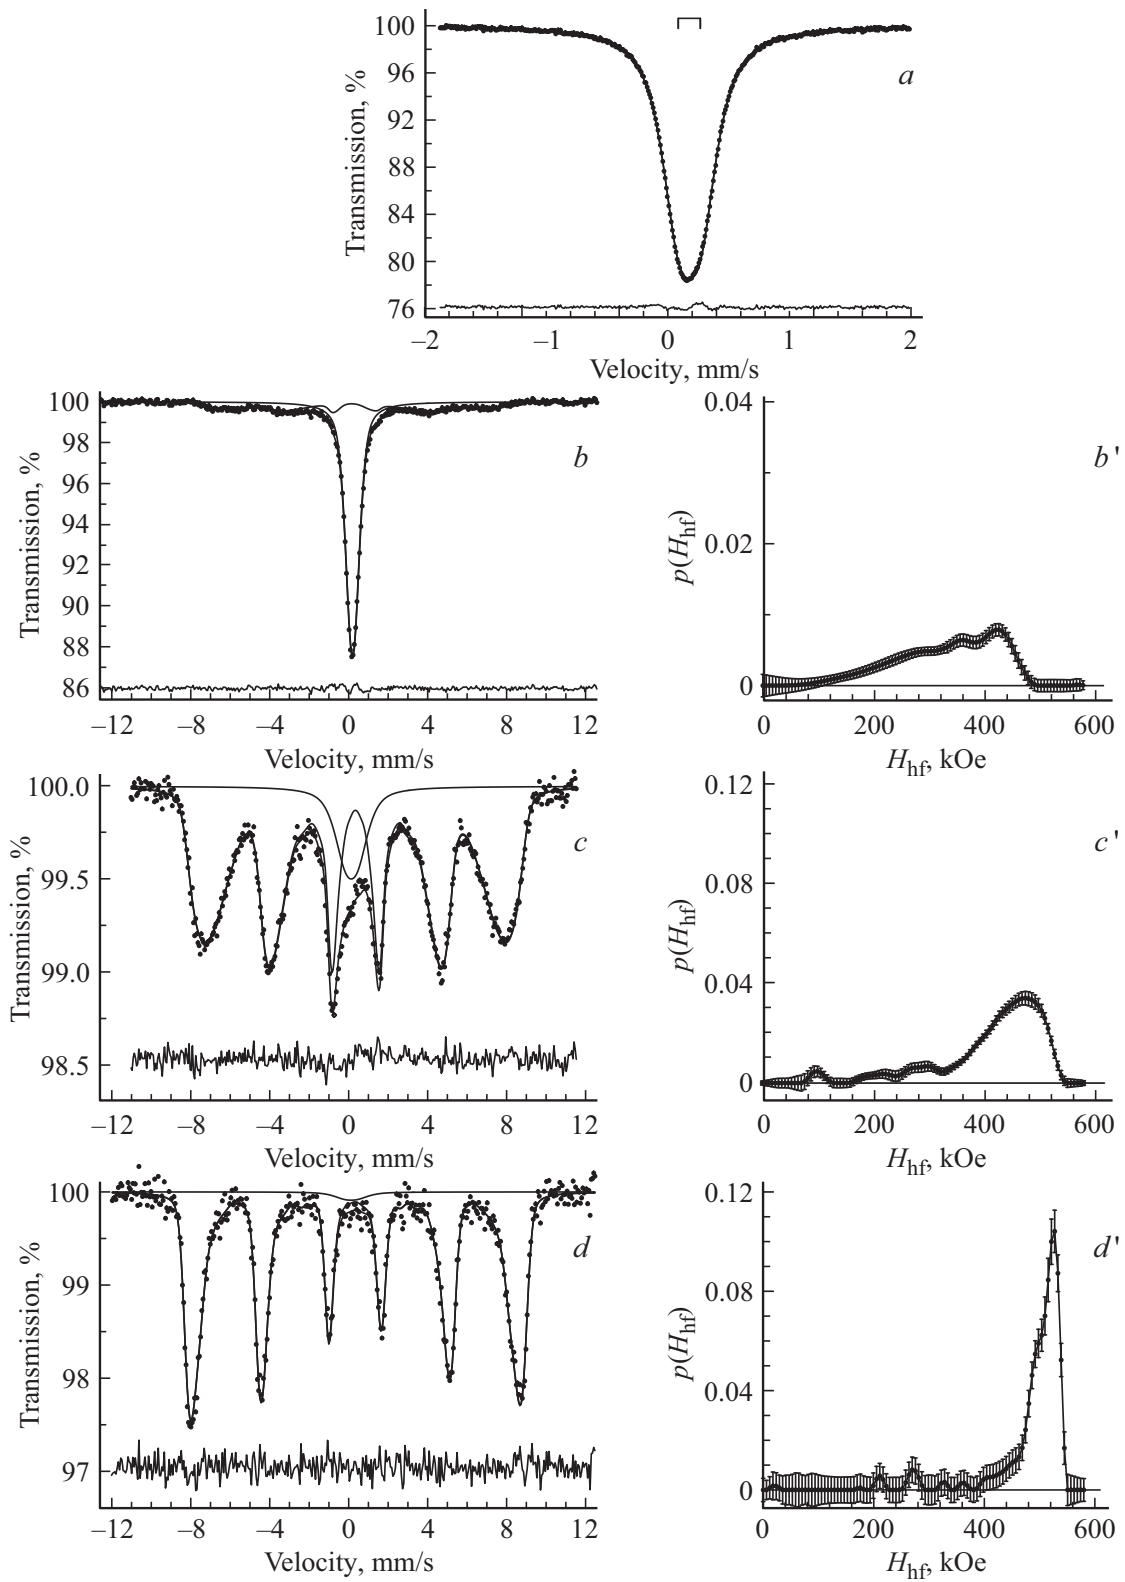 100
96
92
88
84
80
76
Transmission, %
a
–2 –1 0 1 2
Velocity, mm/s
100
98
96
94
92
90
88
86
Transmission, %
b
–12 –8 –4 0 4 8 12
Velocity, mm/s
0.04
0.02
0
p(Hhf)
b'
0 200 400 600
Hhf, kOe
100.0
99.5
99.0
98.5
Transmission, %
c
–12 –8 –4 0 4 8 12
Velocity, mm/s
0.12
0.08
0.04
0
p(Hhf)
c'
0 200 400 600
Hhf, kOe
100
99
98
97
Transmission, %
d
–12 –8 –4 0 4 8 12
Velocity, mm/s
0.12
0.08
0.04
0
p(Hhf)
d'
0 200 400 600
Hhf, kOe